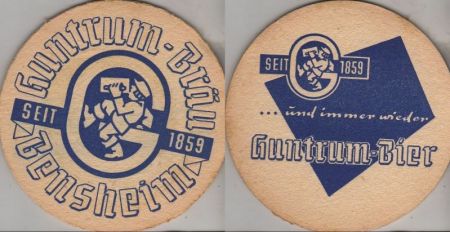 Guntrum-Bräu
SEIT 1859
Bensheim
G
SEIT 1859
G
...und immer wieder
Guntrum-Bier